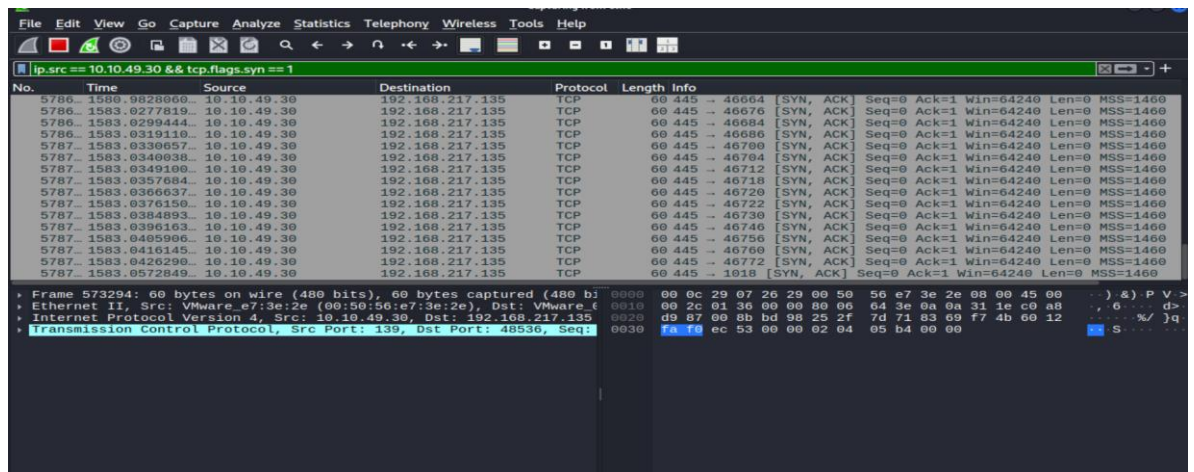 File Edit View Go Capture Analyze Statistics Telephony Wireless Tools Help
ip.src == 10.10.49.30 && tcp.flags.syn == 1
No. Time Source Destination Protocol Length Info
5786… 1580.9828060… 10.10.49.30 192.168.217.135 TCP 60 445 → 46664 [SYN, ACK] Seq=0 Ack=1 Win=64240 Len=0 MSS=1460
5786… 1583.0277819… 10.10.49.30 192.168.217.135 TCP 60 445 → 46676 [SYN, ACK] Seq=0 Ack=1 Win=64240 Len=0 MSS=1460
5786… 1583.0299444… 10.10.49.30 192.168.217.135 TCP 60 445 → 46684 [SYN, ACK] Seq=0 Ack=1 Win=64240 Len=0 MSS=1460
5786… 1583.0319110… 10.10.49.30 192.168.217.135 TCP 60 445 → 46686 [SYN, ACK] Seq=0 Ack=1 Win=64240 Len=0 MSS=1460
5787… 1583.0330657… 10.10.49.30 192.168.217.135 TCP 60 445 → 46700 [SYN, ACK] Seq=0 Ack=1 Win=64240 Len=0 MSS=1460
5787… 1583.0340038… 10.10.49.30 192.168.217.135 TCP 60 445 → 46704 [SYN, ACK] Seq=0 Ack=1 Win=64240 Len=0 MSS=1460
5787… 1583.0349100… 10.10.49.30 192.168.217.135 TCP 60 445 → 46712 [SYN, ACK] Seq=0 Ack=1 Win=64240 Len=0 MSS=1460
5787… 1583.0357684… 10.10.49.30 192.168.217.135 TCP 60 445 → 46718 [SYN, ACK] Seq=0 Ack=1 Win=64240 Len=0 MSS=1460
5787… 1583.0366637… 10.10.49.30 192.168.217.135 TCP 60 445 → 46720 [SYN, ACK] Seq=0 Ack=1 Win=64240 Len=0 MSS=1460
5787… 1583.0376150… 10.10.49.30 192.168.217.135 TCP 60 445 → 46722 [SYN, ACK] Seq=0 Ack=1 Win=64240 Len=0 MSS=1460
5787… 1583.0384893… 10.10.49.30 192.168.217.135 TCP 60 445 → 46730 [SYN, ACK] Seq=0 Ack=1 Win=64240 Len=0 MSS=1460
5787… 1583.0396163… 10.10.49.30 192.168.217.135 TCP 60 445 → 46746 [SYN, ACK] Seq=0 Ack=1 Win=64240 Len=0 MSS=1460
5787… 1583.0405906… 10.10.49.30 192.168.217.135 TCP 60 445 → 46756 [SYN, ACK] Seq=0 Ack=1 Win=64240 Len=0 MSS=1460
5787… 1583.0416145… 10.10.49.30 192.168.217.135 TCP 60 445 → 46760 [SYN, ACK] Seq=0 Ack=1 Win=64240 Len=0 MSS=1460
5787… 1583.0426290… 10.10.49.30 192.168.217.135 TCP 60 445 → 46772 [SYN, ACK] Seq=0 Ack=1 Win=64240 Len=0 MSS=1460
5787… 1583.0572849… 10.10.49.30 192.168.217.135 TCP 60 445 → 1018 [SYN, ACK] Seq=0 Ack=1 Win=64240 Len=0 MSS=1460
Frame 573294: 60 bytes on wire (480 bits), 60 bytes captured (480 bi
Ethernet II, Src: VMware_e7:3e:2e (00:50:56:e7:3e:2e), Dst: VMware_
Internet Protocol Version 4, Src: 10.10.49.30, Dst: 192.168.217.135
Transmission Control Protocol, Src Port: 139, Dst Port: 48536, Seq:
0000 00 0c 29 07 26 29 00 50 56 e7 3e 2e 08 00 45 00 ··)·&)·P V·>
0010 00 2c 01 36 00 00 80 06 64 3e 0a 0a 31 1e c0 a8 ·,·6···· d>·
0020 d9 87 00 8b bd 98 25 2f 7d 71 83 69 f7 4b 60 12 ······%/ }q·
0030 fa f0 ec 53 00 00 02 04 05 b4 00 00 ···S···· ····